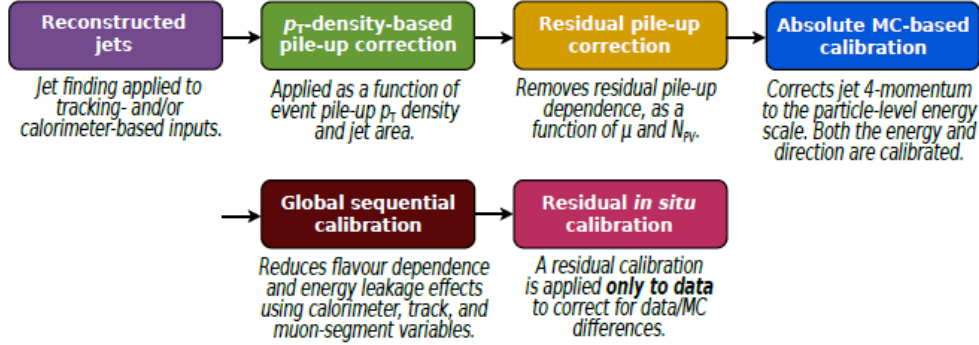 Reconstructed
jets
Jet finding applied to
tracking- and/or
calorimeter-based inputs.
pT-density-based
pile-up correction
Applied as a function of
event pile-up pT density
and jet area.
Residual pile-up
correction
Removes residual pile-up
dependence, as a
function of µ and NPV.
Absolute MC-based
calibration
Corrects jet 4-momentum
to the particle-level energy
scale. Both the energy and
direction are calibrated.
Global sequential
calibration
Reduces flavour dependence
and energy leakage effects
using calorimeter, track, and
muon-segment variables.
Residual in situ
calibration
A residual calibration
is applied only to data
to correct for data/MC
differences.